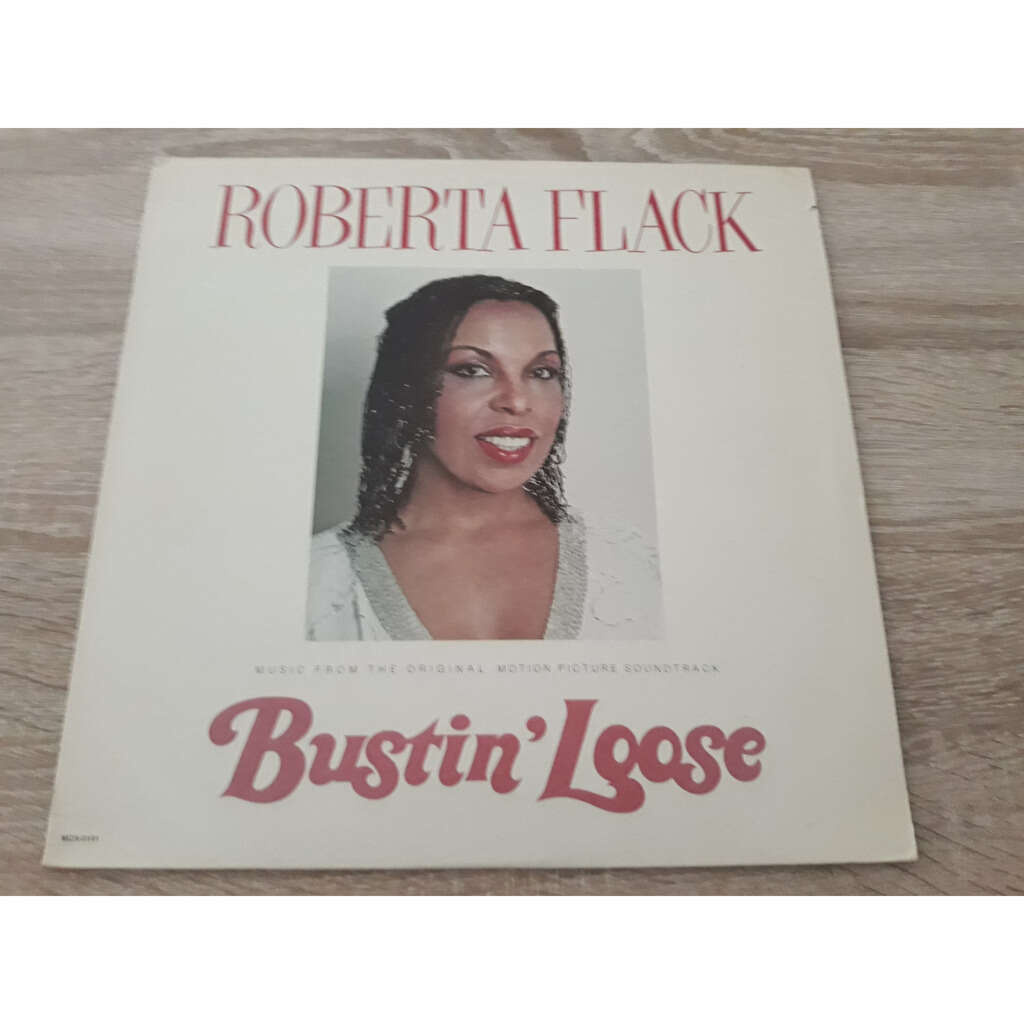 ROBERTA FLACK
MUSIC FROM THE ORIGINAL MOTION PICTURE SOUNDTRACK
Bustin' Loose